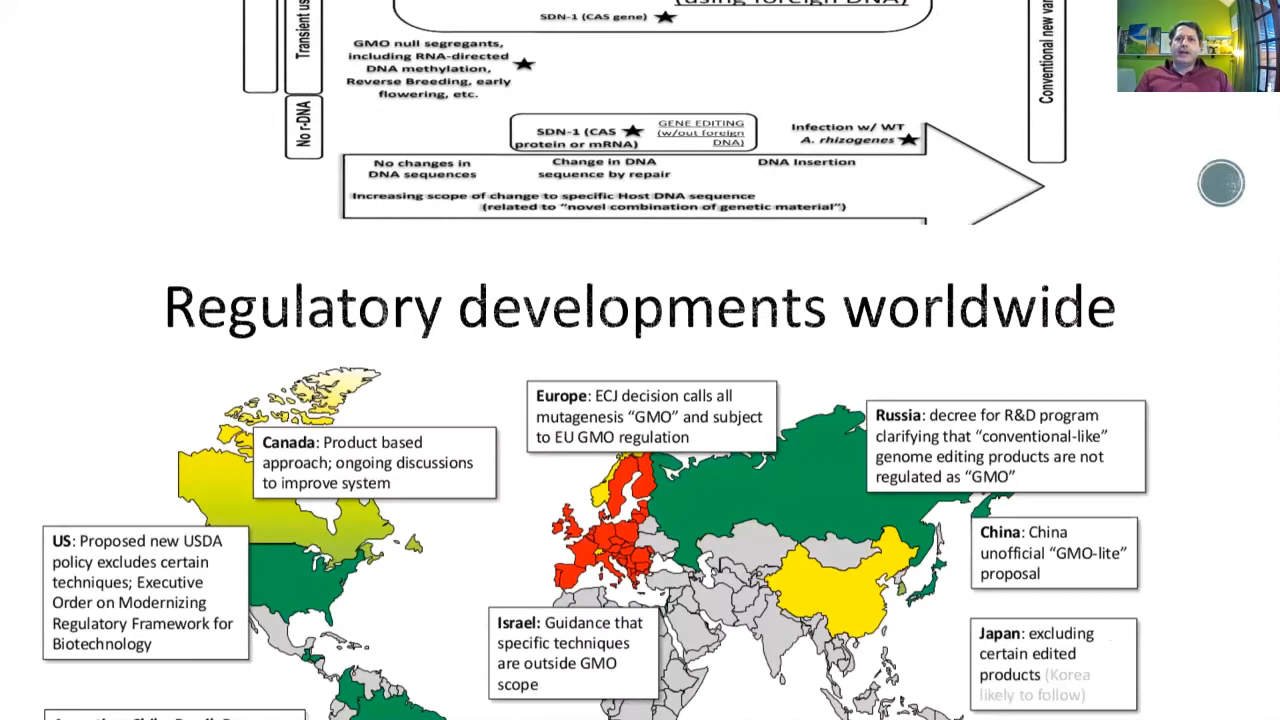 (using foreign DNA)
SDN-1 (CAS gene)
Transient us
GMO null segregants,
including RNA-directed
DNA methylation,
Reverse Breeding, early
flowering, etc.
Conventional new var
No r-DNA
SDN-1 (CAS
protein or mRNA)
GENE EDITING
(w/out foreign
DNA)
Infection w/ WT
A. rhizogenes
No changes in
DNA sequences
Change in DNA
sequence by repair
DNA Insertion
Increasing scope of change to specific Host DNA sequence
(related to “novel combination of genetic material”)
Regulatory developments worldwide
Canada: Product based
approach; ongoing discussions
to improve system
Europe: ECJ decision calls all
mutagenesis “GMO” and subject
to EU GMO regulation
Russia: decree for R&D program
clarifying that “conventional-like”
genome editing products are not
regulated as “GMO”
US: Proposed new USDA
policy excludes certain
techniques; Executive
Order on Modernizing
Regulatory Framework for
Biotechnology
China: China
unofficial “GMO-lite”
proposal
Israel: Guidance that
specific techniques
are outside GMO
scope
Japan: excluding
certain edited
products (Korea
likely to follow)